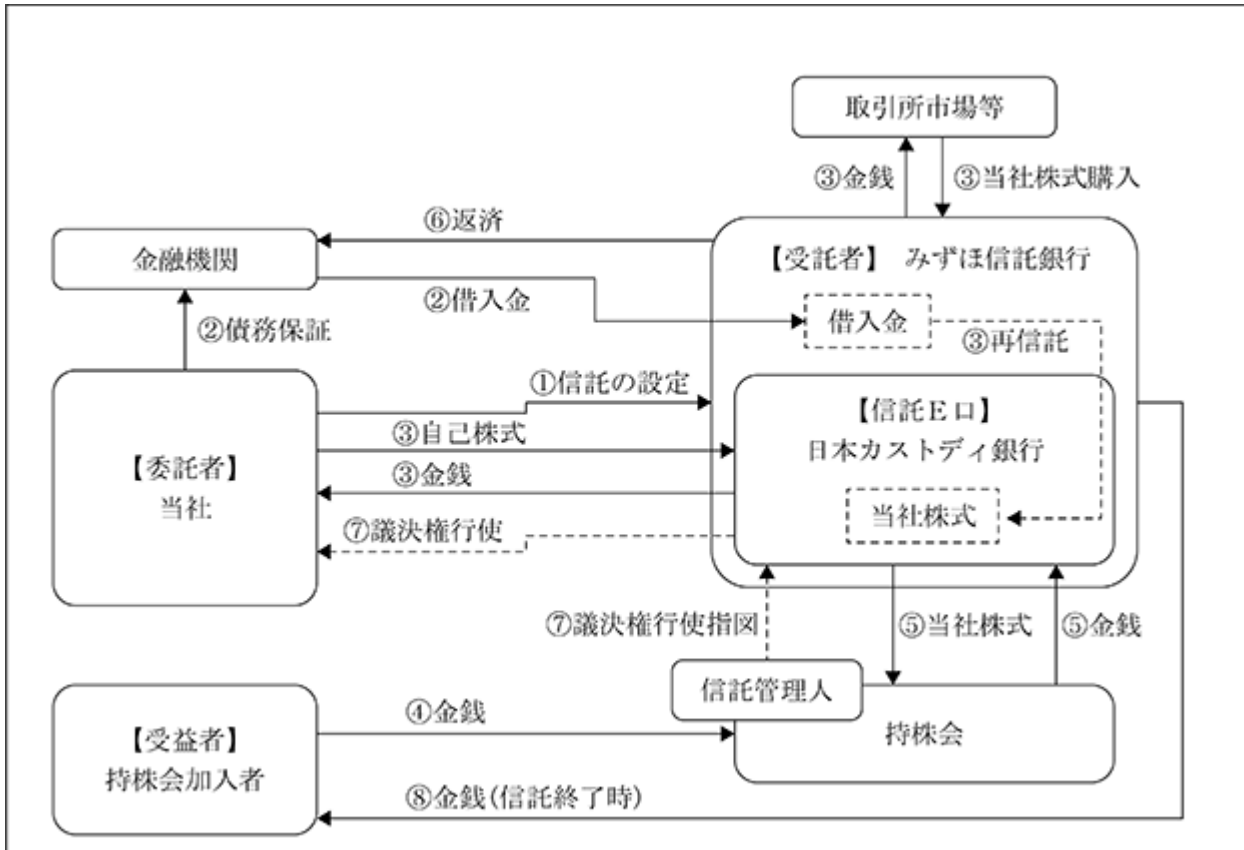 取引所市場等
③金銭
③当社株式購入
⑥返済
金融機関
【受託者】 みずほ信託銀行
②借入金
借入金
②債務保証
③再信託
①信託の設定
【信託E口】
③自己株式
日本カストディ銀行
【委託者】
当社
③金銭
当社株式
⑦議決権行使
⑦議決権行使指図
⑤当社株式
⑤金銭
信託管理人
④金銭
持株会
【受益者】
持株会加入者
⑧金銭(信託終了時)